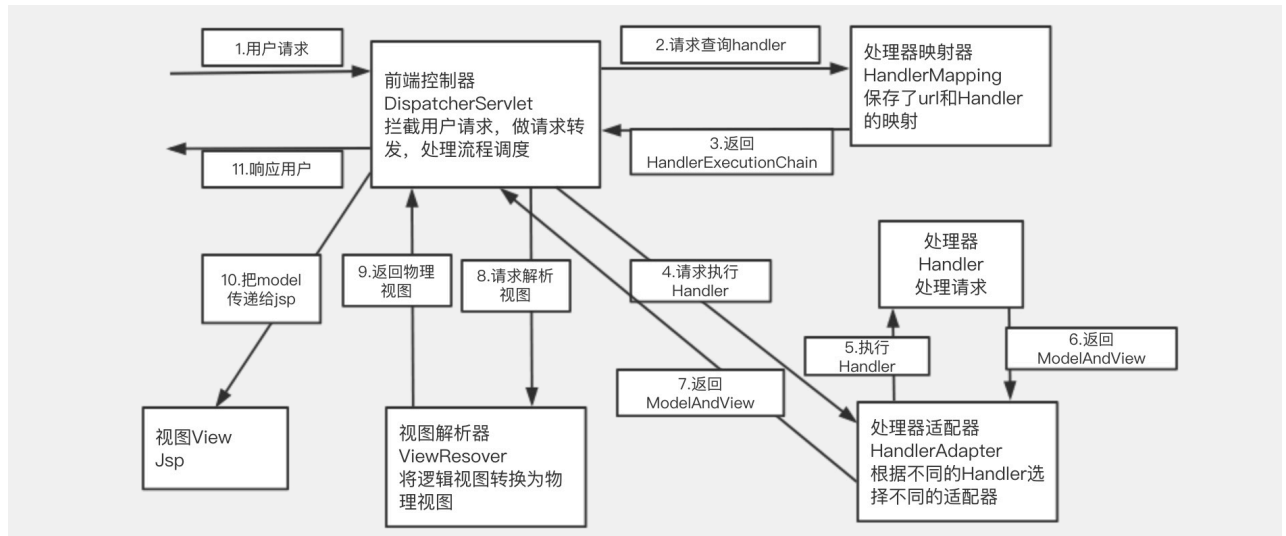 1.用户请求
2.请求查询handler
前端控制器
DispatcherServlet
拦截用户请求，做请求转
发，处理流程调度
处理器映射器
HandlerMapping
保存了url和Handler
的映射
3.返回
HandlerExecutionChain
11.响应用户
10.把model
传递给jsp
9.返回物理
视图
8.请求解析
视图
4.请求执行
Handler
处理器
Handler
处理请求
5.执行
Handler
6.返回
ModelAndView
7.返回
ModelAndView
视图View
Jsp
视图解析器
ViewResover
将逻辑视图转换为物
理视图
处理器适配器
HandlerAdapter
根据不同的Handler选
择不同的适配器